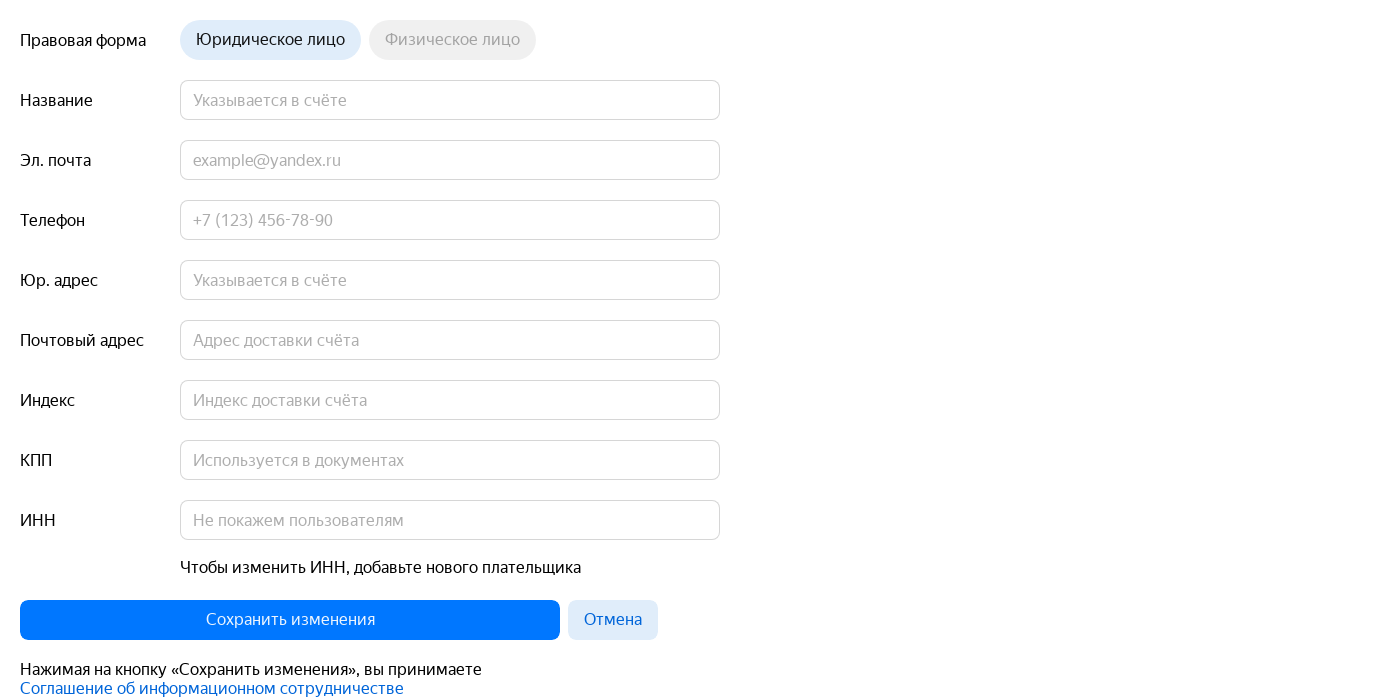 Правовая форма Юридическое лицо Физическое лицо
Название Указывается в счёте
Эл. почта example@yandex.ru
Телефон +7 (123) 456-78-90
Юр. адрес Указывается в счёте
Почтовый адрес Адрес доставки счёта
Индекс Индекс доставки счёта
КПП Используется в документах
ИНН Не покажем пользователям
Чтобы изменить ИНН, добавьте нового плательщика
Сохранить изменения Отмена
Нажимая на кнопку «Сохранить изменения», вы принимаете
Соглашение об информационном сотрудничестве